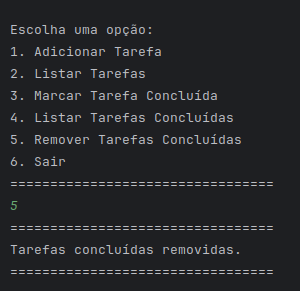 Escolha uma opção:
1. Adicionar Tarefa
2. Listar Tarefas
3. Marcar Tarefa Concluída
4. Listar Tarefas Concluídas
5. Remover Tarefas Concluídas
6. Sair
=================================
5
=================================
Tarefas concluídas removidas.
=================================